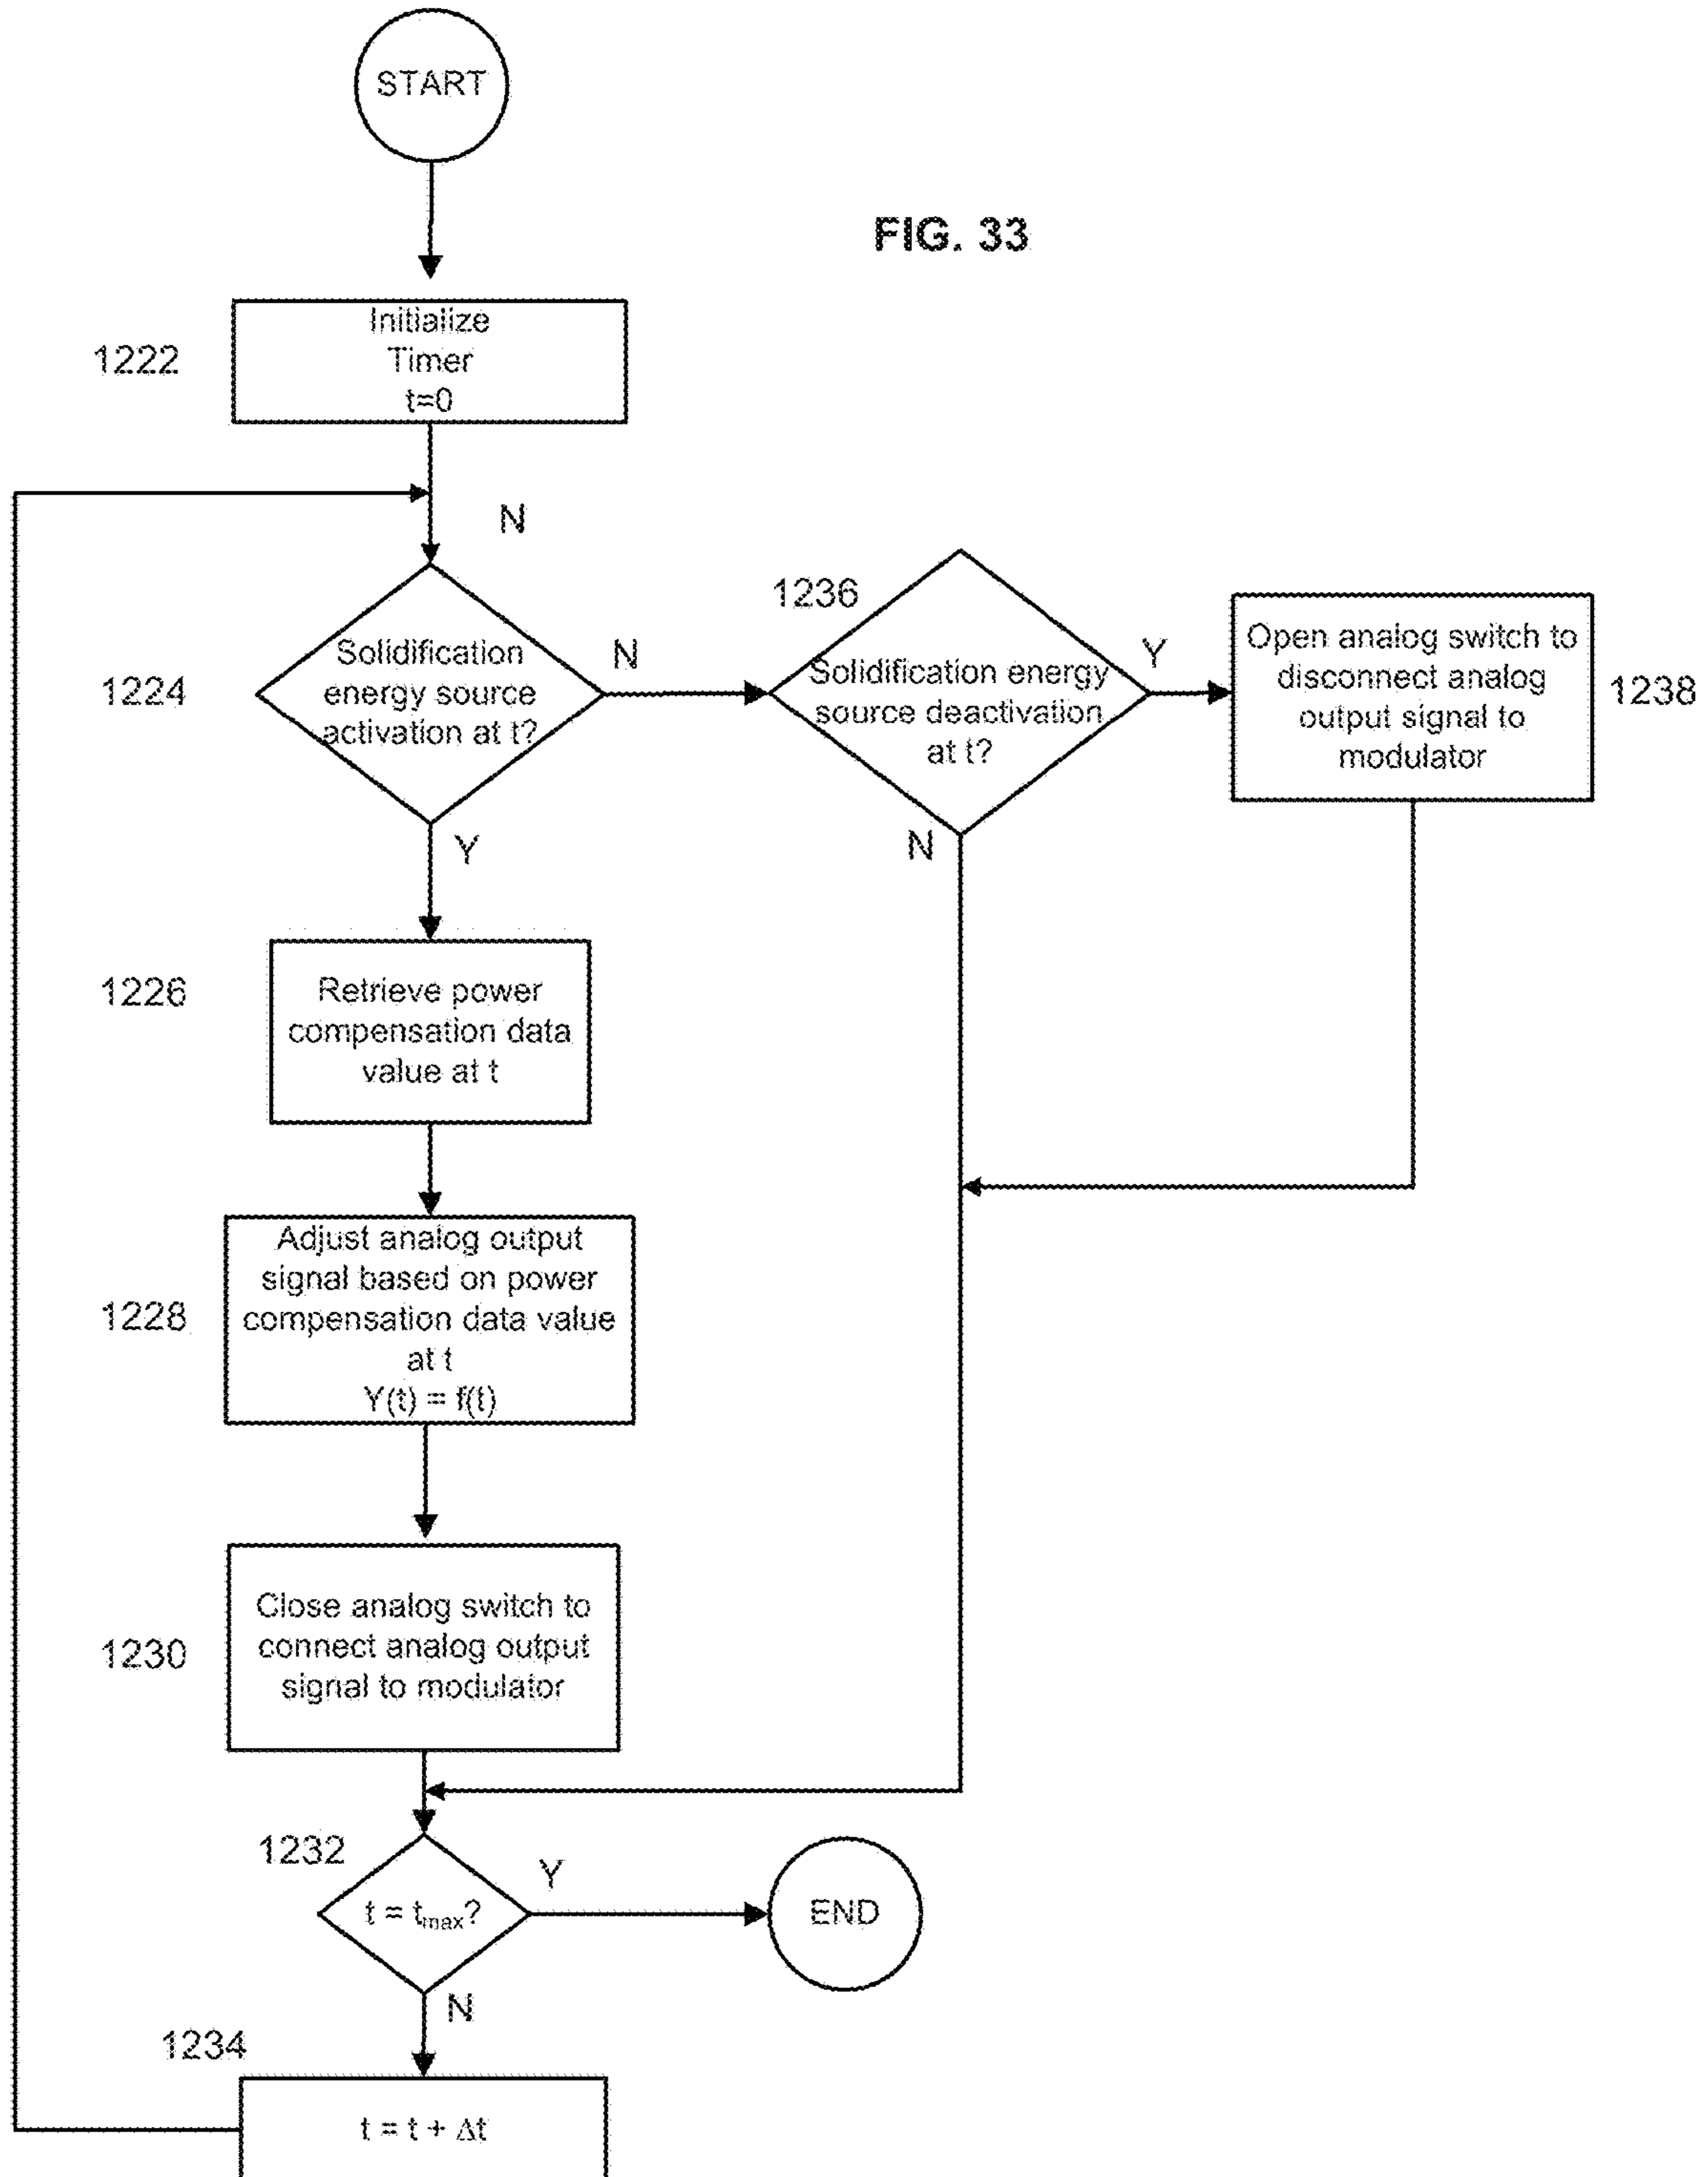 START
FIG. 33
1222
Initialize
Timer
t=0
N
1224
Solidification
energy source
activation at t?
N
1236
Solidification energy
source deactivation
at t?
Y
Open analog switch to
disconnect analog
output signal to
modulator
1238
Y
N
1226
Retrieve power
compensation data
value at t
1228
Adjust analog output
signal based on power
compensation data value
at t
Y(t) = f(t)
1230
Close analog switch to
connect analog output
signal to modulator
1232
t = tmax?
Y
END
N
1234
t = t + Δt